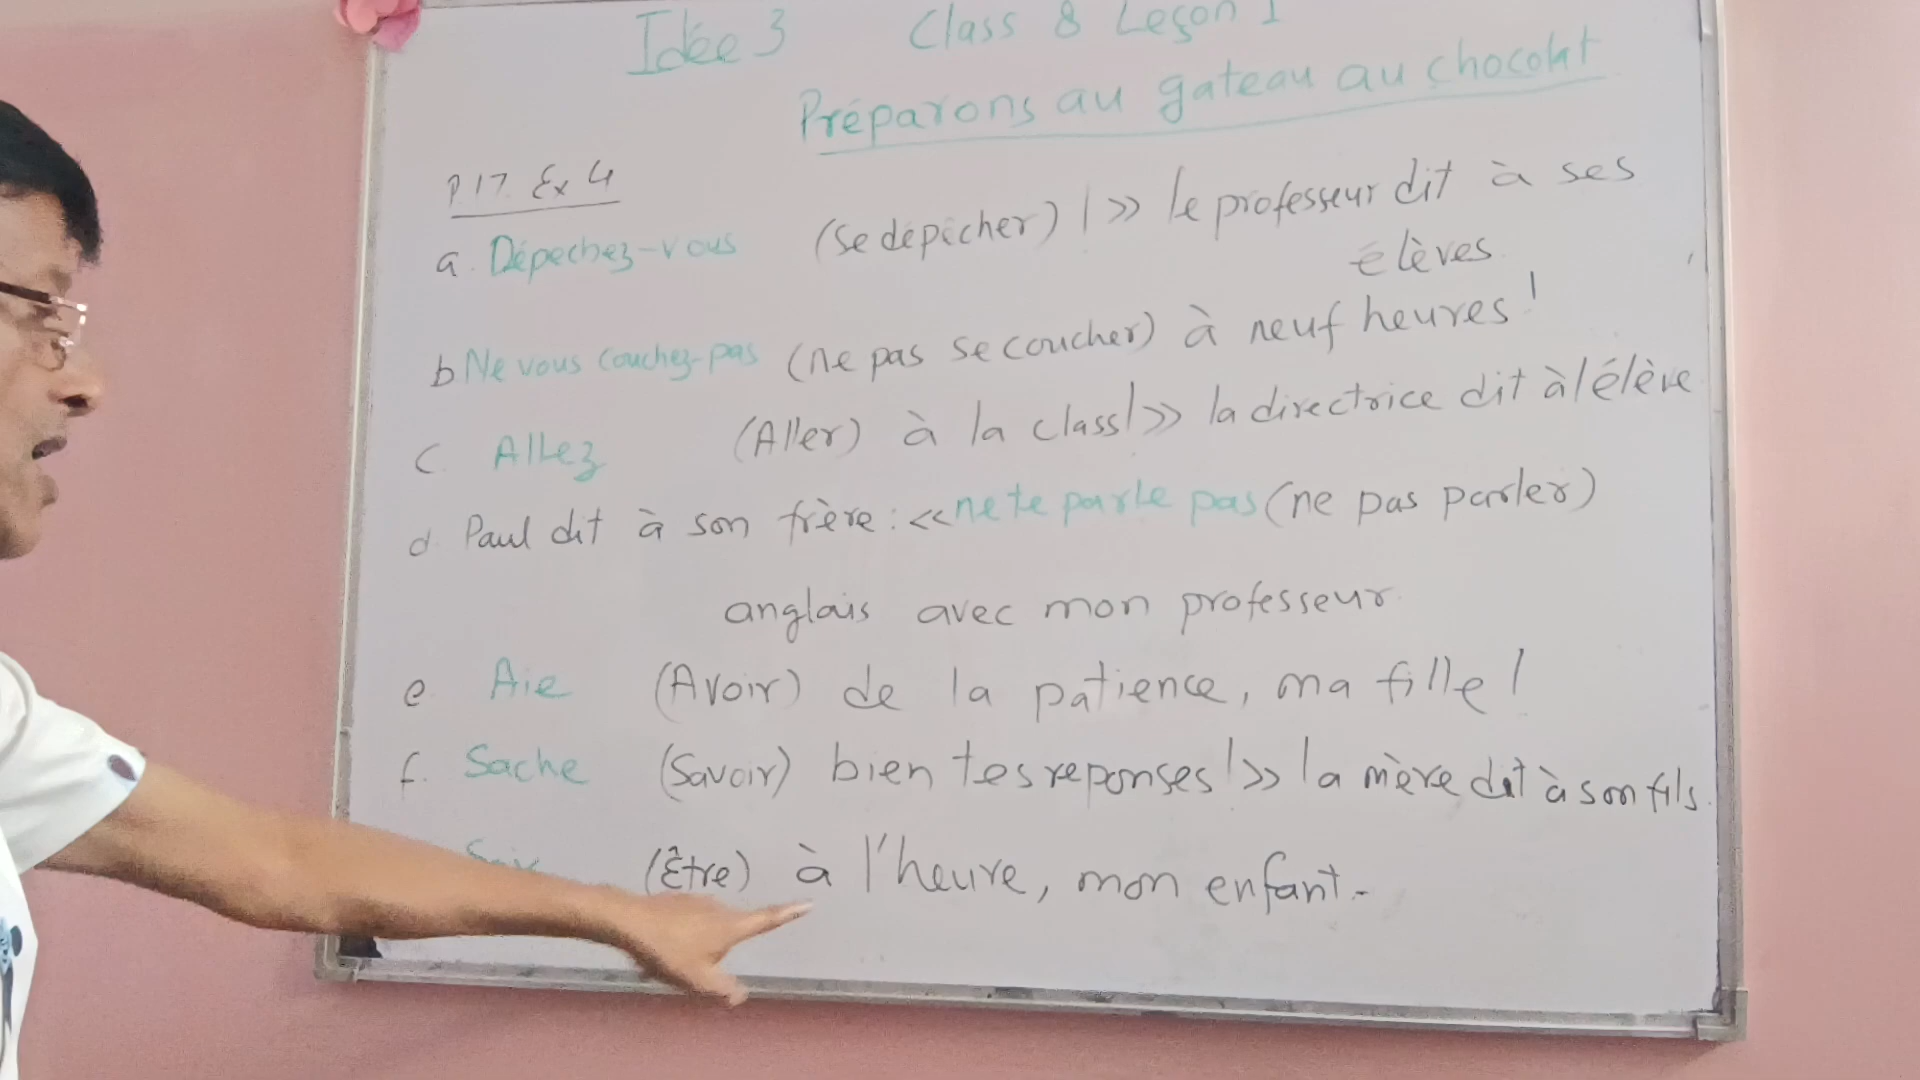 Idée 3 Class 8 Leçon 1
Préparons au gateau au chocolat
P.17. Ex 4
a. Dépechez-vous (se dépêcher) ! >> le professeur dit à ses
élèves.
b Ne vous couchez-pas (ne pas se coucher) à neuf heures !
c. Allez (Aller) à la class! >> la directrice dit à l'élève
d. Paul dit à son frère : << ne te parle pas (ne pas parler)
anglais avec mon professeur.
e. Aie (Avoir) de la patience, ma fille !
f. Sache (Savoir) bien tes reponses ! >> la mère dit à son fils.
(Être) à l'heure, mon enfant.